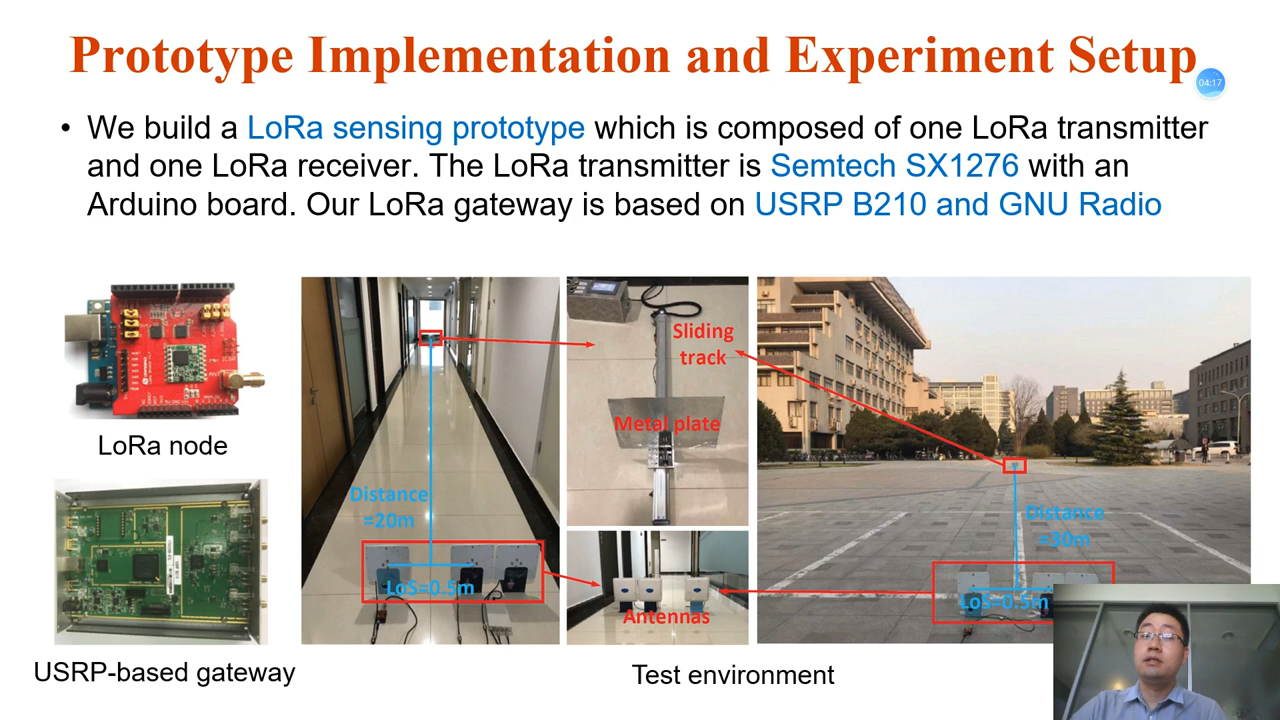 Prototype Implementation and Experiment Setup
04:17
• We build a LoRa sensing prototype which is composed of one LoRa transmitter
and one LoRa receiver. The LoRa transmitter is Semtech SX1276 with an
Arduino board. Our LoRa gateway is based on USRP B210 and GNU Radio
LoRa node
USRP-based gateway
Distance
=20m
LoS=0.5m
Sliding
track
Metal plate
Antennas
Distance
=30m
LoS=0.5m
Test environment